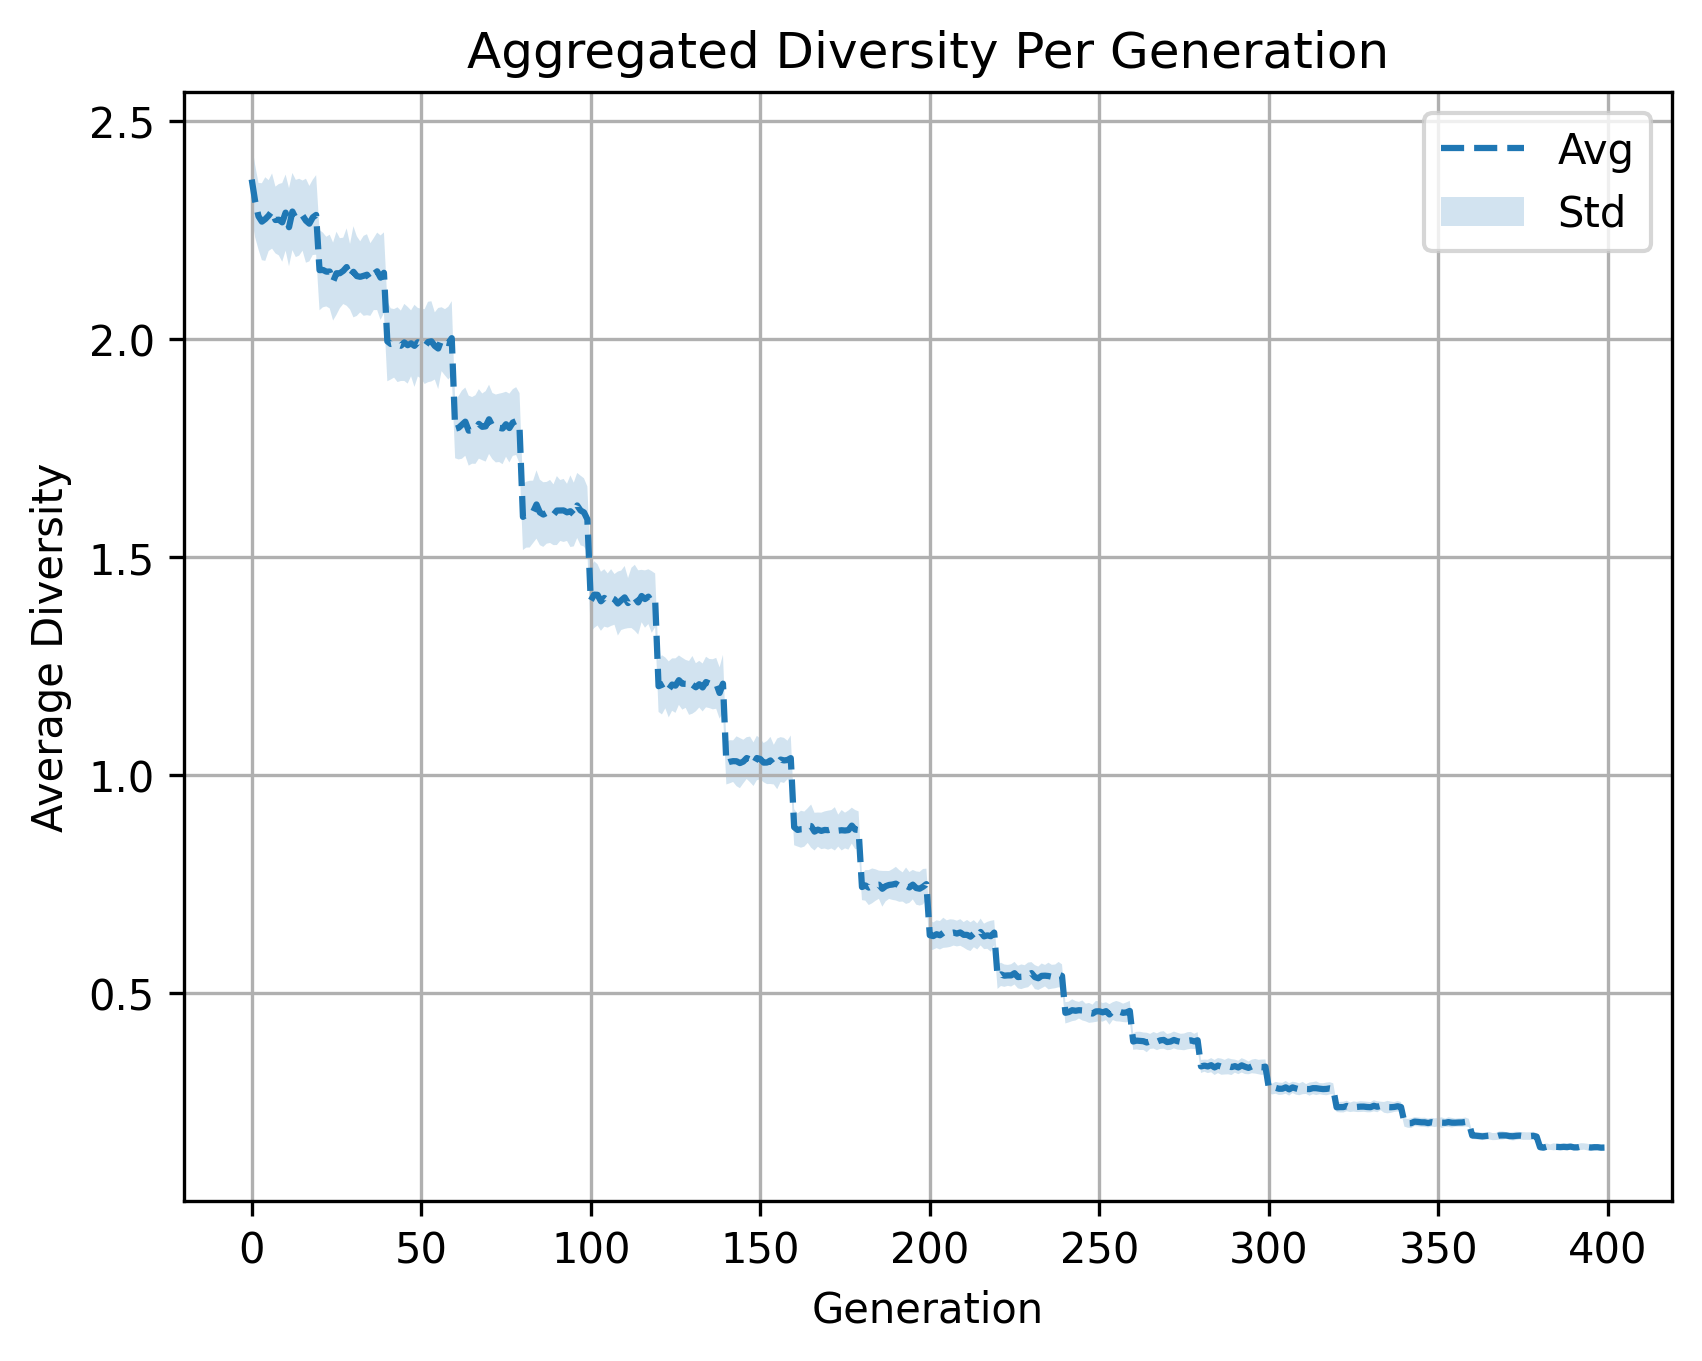 Aggregated Diversity Per Generation
2.5
2.0
1.5
1.0
0.5
Average Diversity
Avg
Std
0 50 100 150 200 250 300 350 400
Generation